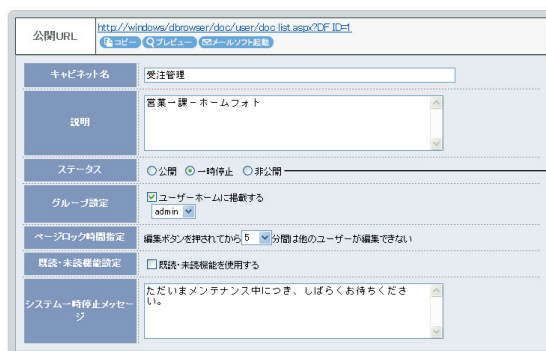 公開URL
http://windows/dbrowser/doc/user/doc_list.aspx?DF_ID=1
コピー プレビュー メールソフト起動
キャビネット名 受注管理
説明 営業一課-ホームフォト
ステータス 公開 一時停止 非公開
グループ設定 ユーザーホームに掲載する
admin
ページロック時間指定 編集ボタンを押されてから 5 分間は他のユーザーが編集できない
既読・未読機能設定 既読・未読機能を使用する
システム一時停止メッセージ
ただいまメンテナンス中につき、しばらくお待ちくださ
い。